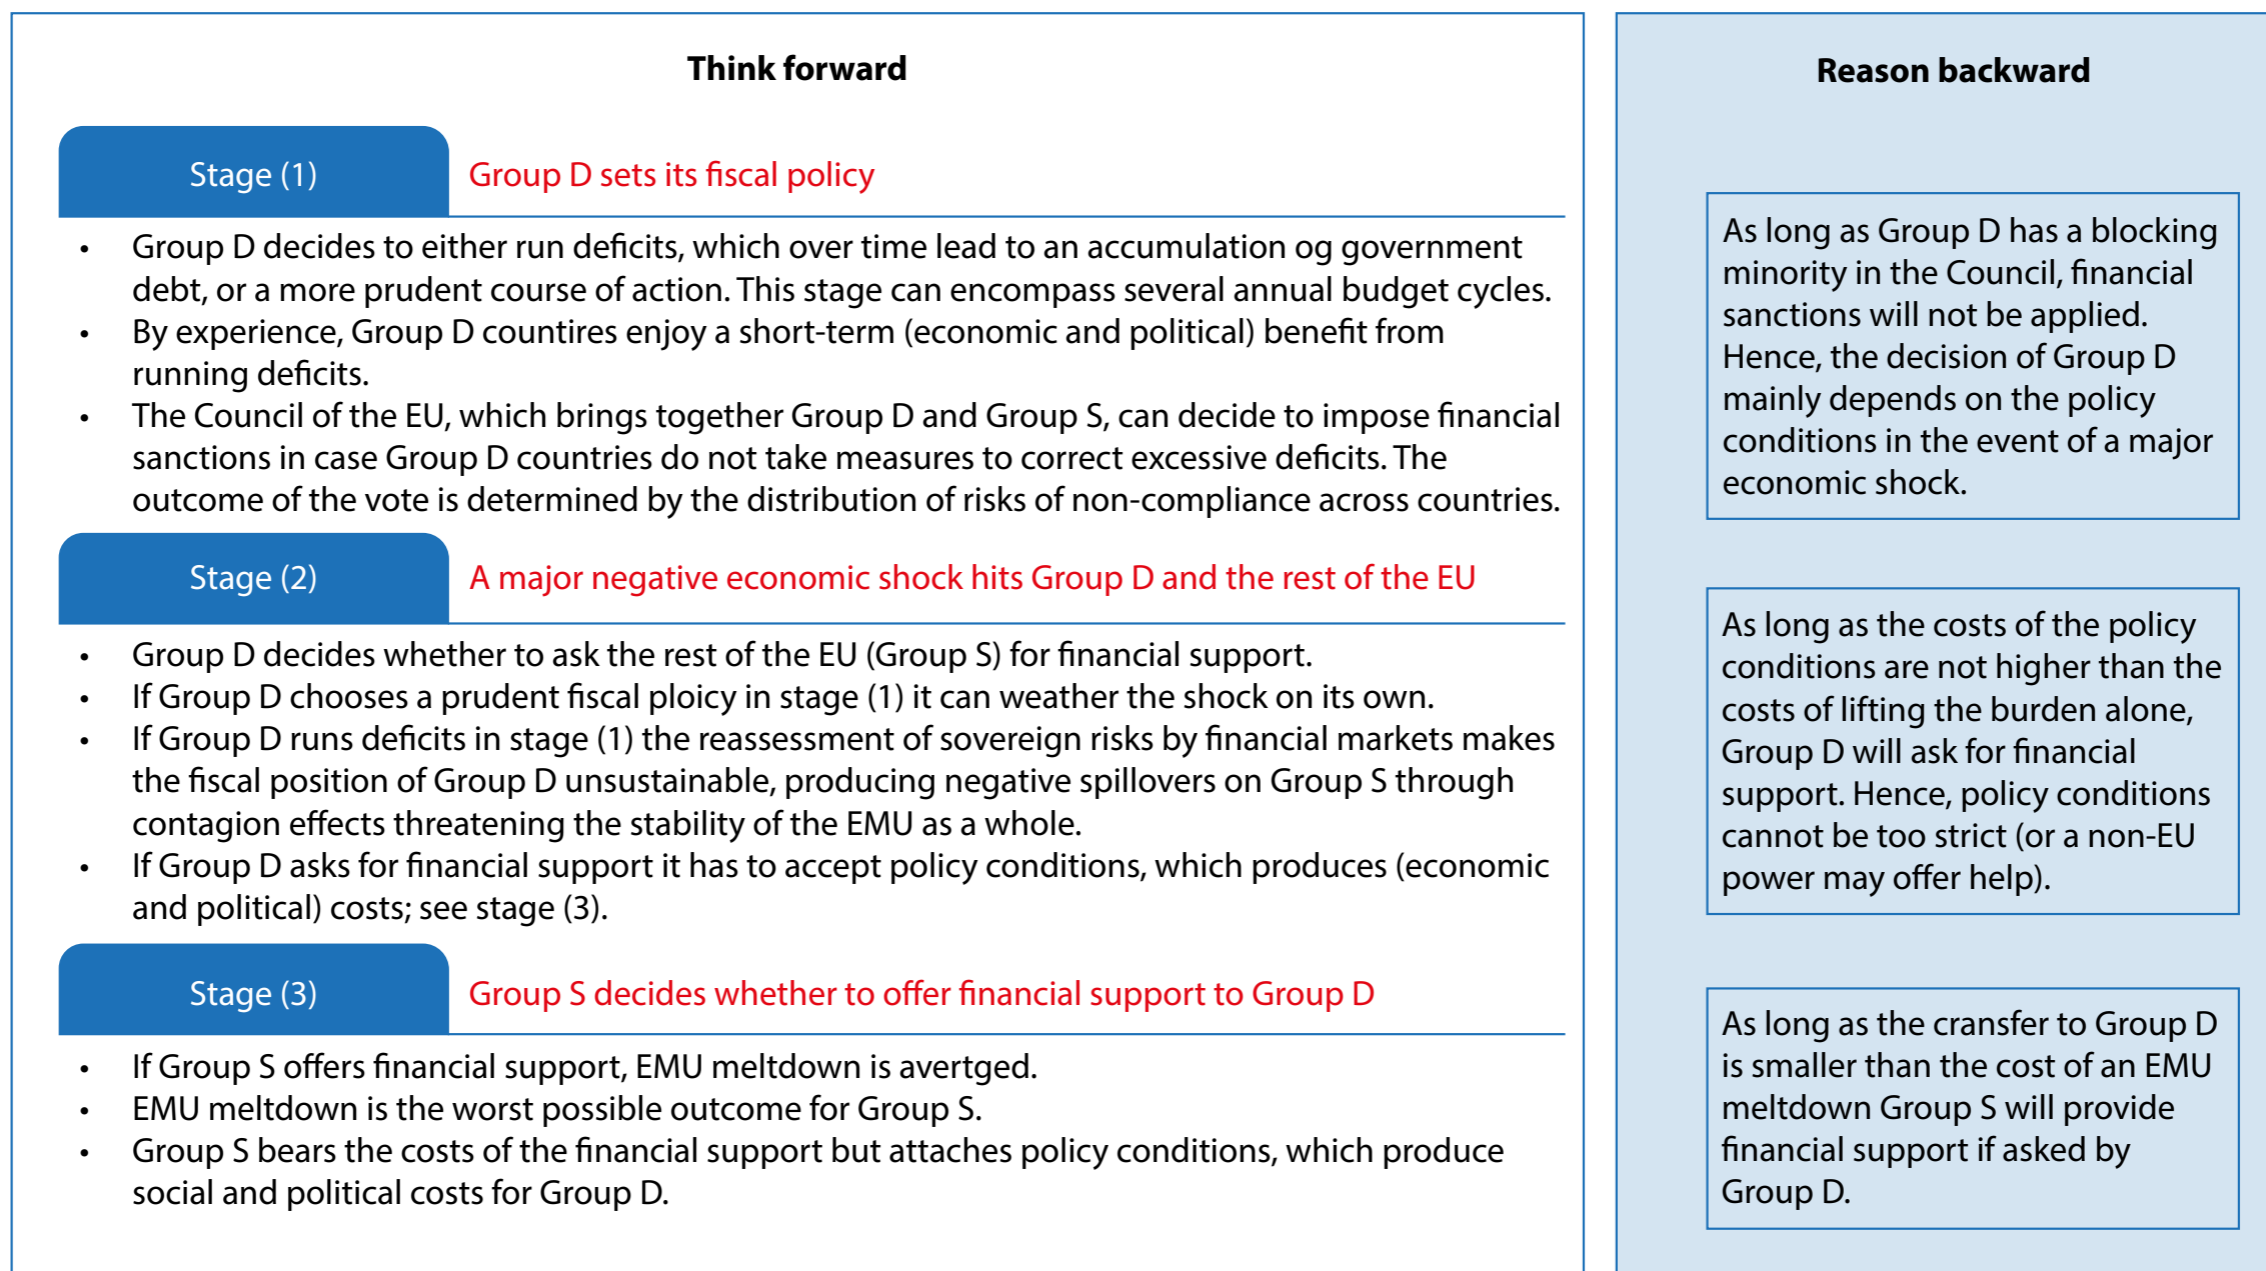 Think forward
Stage (1)
Group D sets its fiscal policy
• Group D decides to either run deficits, which over time lead to an accumulation og government
debt, or a more prudent course of action. This stage can encompass several annual budget cycles.
• By experience, Group D countires enjoy a short-term (economic and political) benefit from
running deficits.
• The Council of the EU, which brings together Group D and Group S, can decide to impose financial
sanctions in case Group D countries do not take measures to correct excessive deficits. The
outcome of the vote is determined by the distribution of risks of non-compliance across countries.
Stage (2)
A major negative economic shock hits Group D and the rest of the EU
• Group D decides whether to ask the rest of the EU (Group S) for financial support.
• If Group D chooses a prudent fiscal ploicy in stage (1) it can weather the shock on its own.
• If Group D runs deficits in stage (1) the reassessment of sovereign risks by financial markets makes
the fiscal position of Group D unsustainable, producing negative spillovers on Group S through
contagion effects threatening the stability of the EMU as a whole.
• If Group D asks for financial support it has to accept policy conditions, which produces (economic
and political) costs; see stage (3).
Stage (3)
Group S decides whether to offer financial support to Group D
• If Group S offers financial support, EMU meltdown is avertged.
• EMU meltdown is the worst possible outcome for Group S.
• Group S bears the costs of the financial support but attaches policy conditions, which produce
social and political costs for Group D.
Reason backward
As long as Group D has a blocking
minority in the Council, financial
sanctions will not be applied.
Hence, the decision of Group D
mainly depends on the policy
conditions in the event of a major
economic shock.
As long as the costs of the policy
conditions are not higher than the
costs of lifting the burden alone,
Group D will ask for financial
support. Hence, policy conditions
cannot be too strict (or a non-EU
power may offer help).
As long as the cransfer to Group D
is smaller than the cost of an EMU
meltdown Group S will provide
financial support if asked by
Group D.